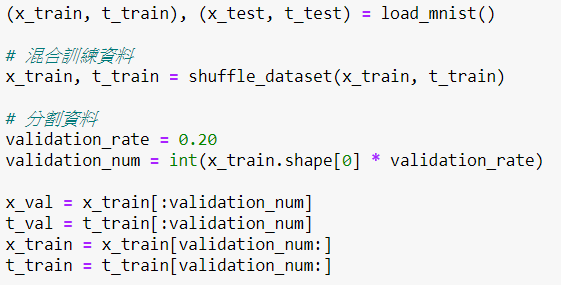 (x_train, t_train), (x_test, t_test) = load_mnist()
# 混合訓練資料
x_train, t_train = shuffle_dataset(x_train, t_train)
# 分割資料
validation_rate = 0.20
validation_num = int(x_train.shape[0] * validation_rate)
x_val = x_train[:validation_num]
t_val = t_train[:validation_num]
x_train = x_train[validation_num:]
t_train = t_train[validation_num:]